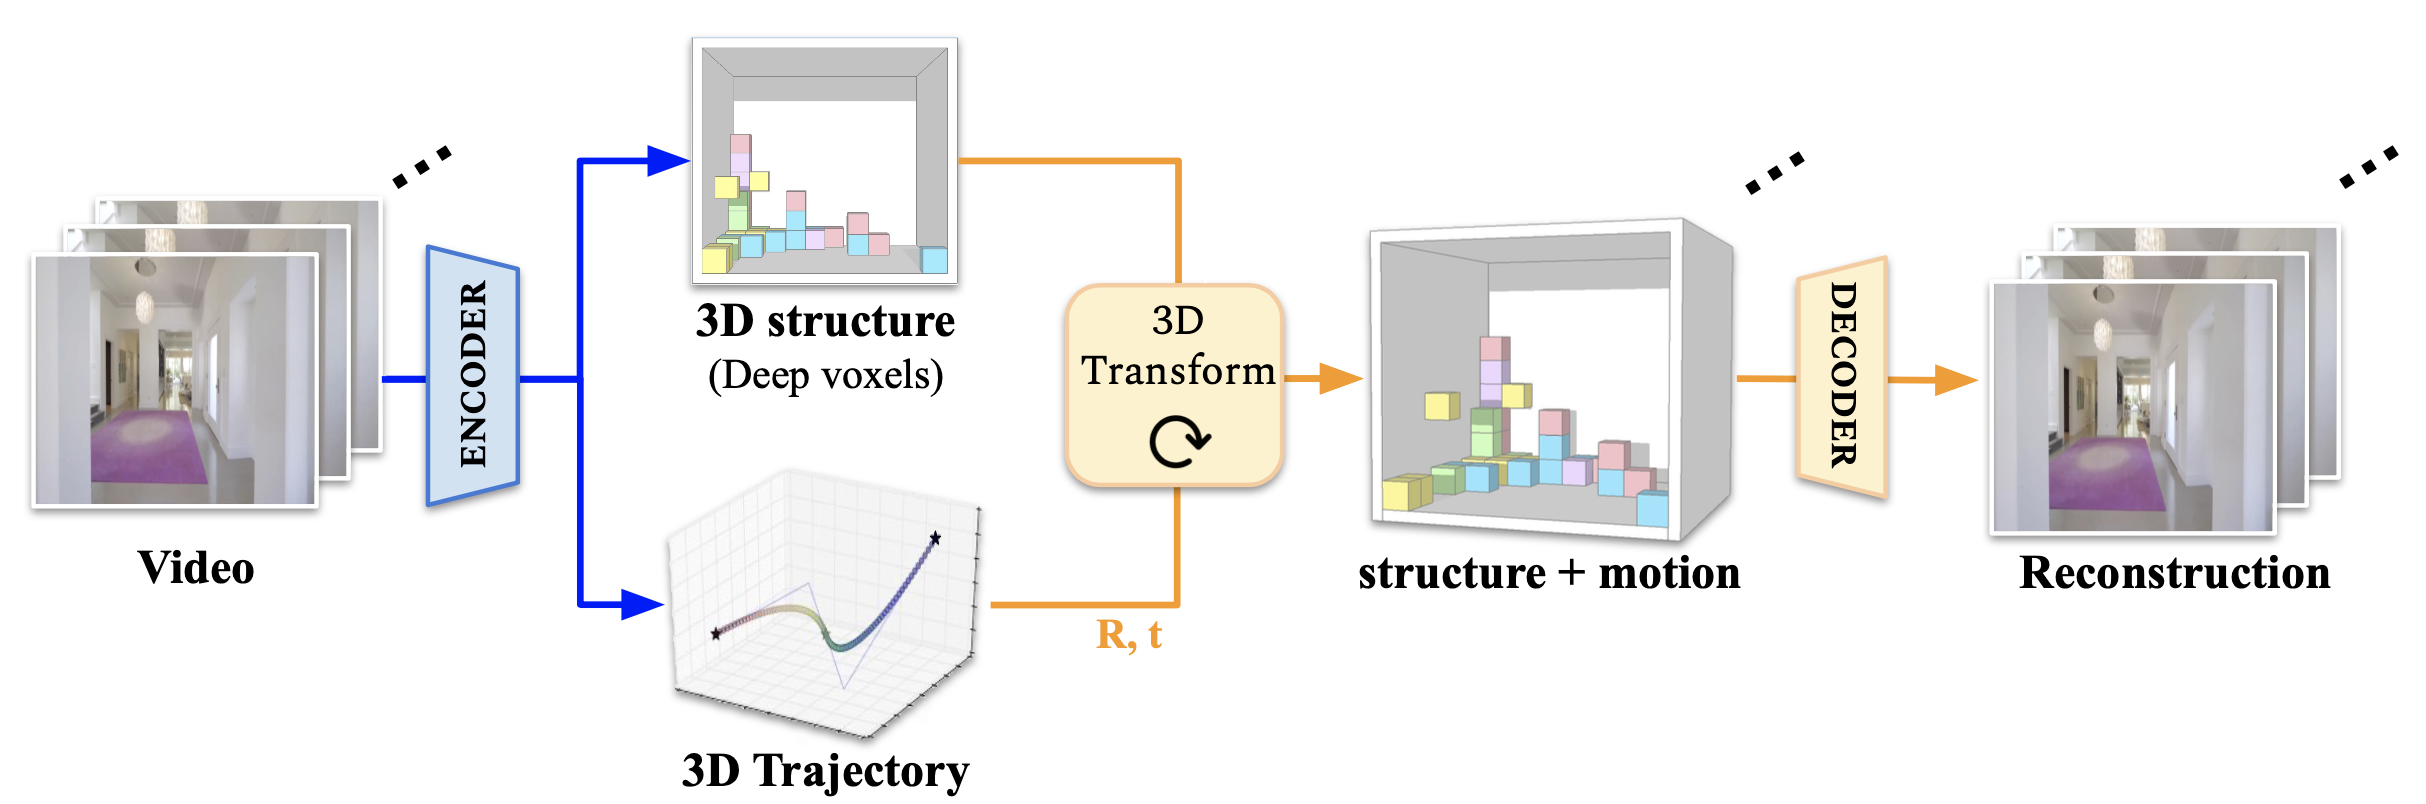 Video
ENCODER
3D structure
(Deep voxels)
3D Trajectory
R, t
3D
Transform
structure + motion
DECODER
Reconstruction